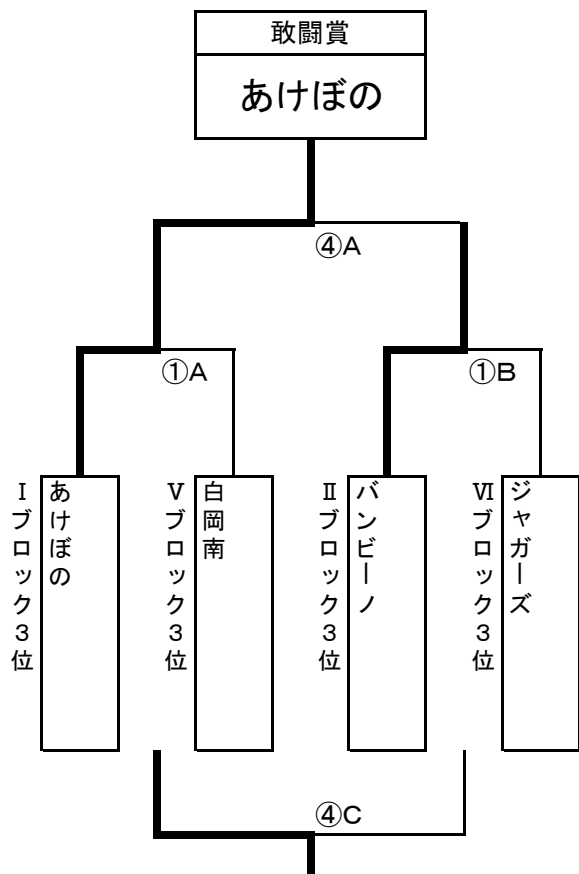 敢闘賞
あけぼの
④A
①A
①B
Ⅰブロック3位
あけぼの
Ⅴブロック3位
白岡南
Ⅱブロック3位
バンビーノ
Ⅵブロック3位
ジャガーズ
④C